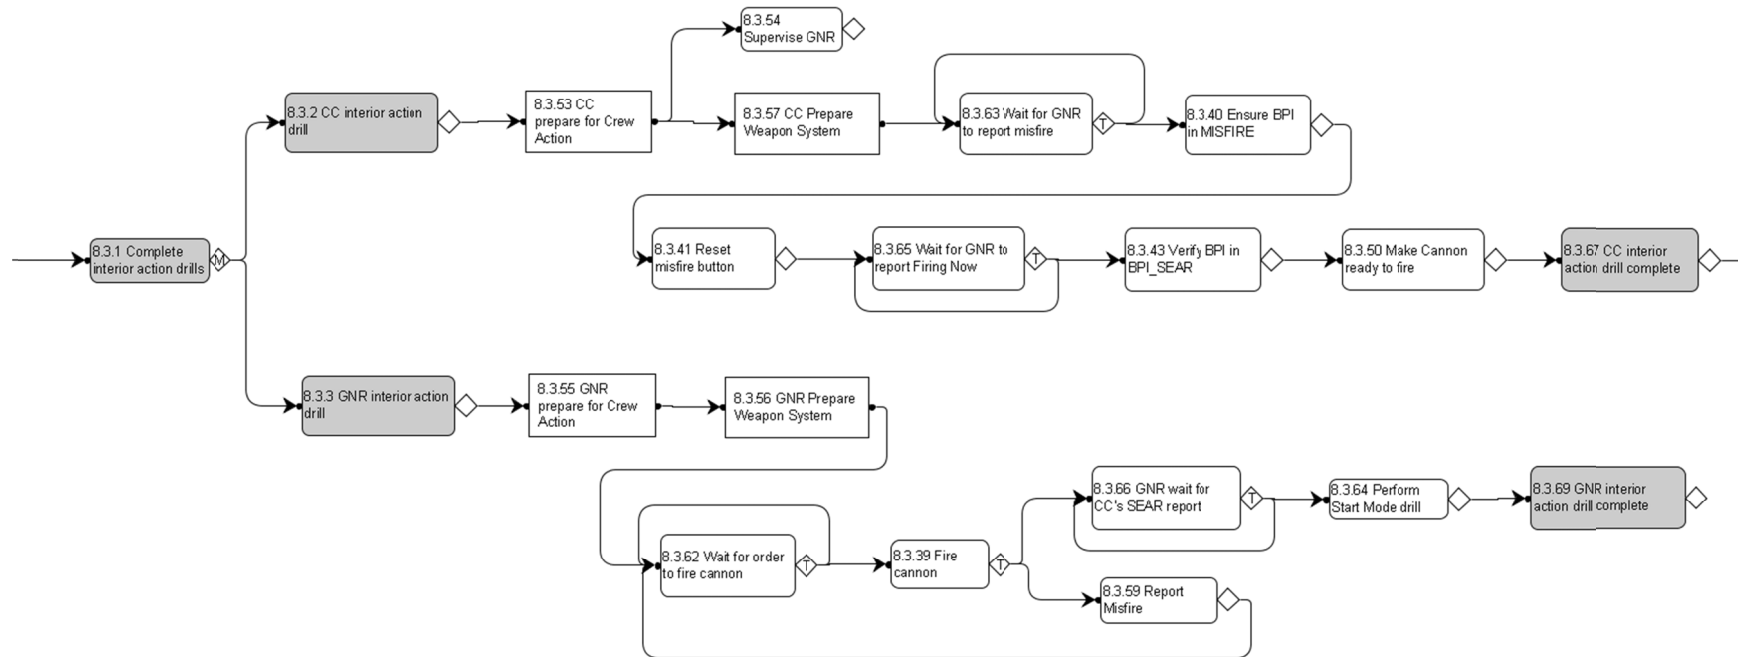 8.3.54
Supervise GNR
8.3.2 CC interior action
drill
8.3.53 CC
prepare for Crew
Action
8.3.57 CC Prepare
Weapon System
8.3.63 Wait for GNR
to report misfire
T
8.3.40 Ensure BPI
in MISFIRE
8.3.1 Complete
interior action drills
M
8.3.41 Reset
misfire button
8.3.65 Wait for GNR to
report Firing Now
T
8.3.43 Verify BPI in
BPI_SEAR
8.3.50 Make Cannon
ready to fire
8.3.67 CC interior
action drill complete
8.3.3 GNR interior action
drill
8.3.55 GNR
prepare for Crew
Action
8.3.56 GNR Prepare
Weapon System
8.3.62 Wait for order
to fire cannon
T
8.3.39 Fire
cannon
T
8.3.66 GNR wait for
CC's SEAR report
T
8.3.64 Perform
Start Mode drill
8.3.69 GNR interior
action drill complete
8.3.59 Report
Misfire